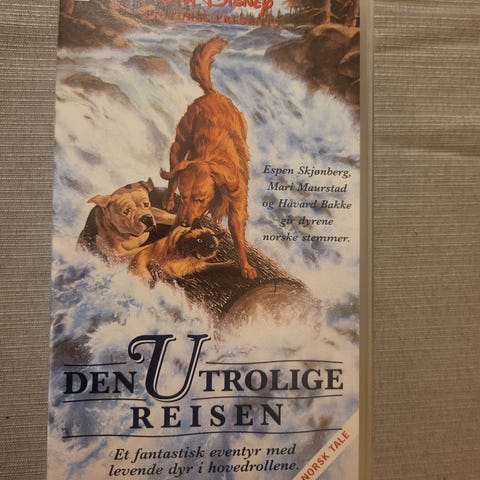 Disney
Espen Skjønberg,
Mari Maurstad
og Håvard Bakke
gir dyrene
norske stemmer.
DEN UTROLIGE
REISEN
Et fantastisk eventyr med
levende dyr i hovedrollene.
NORSK TALE